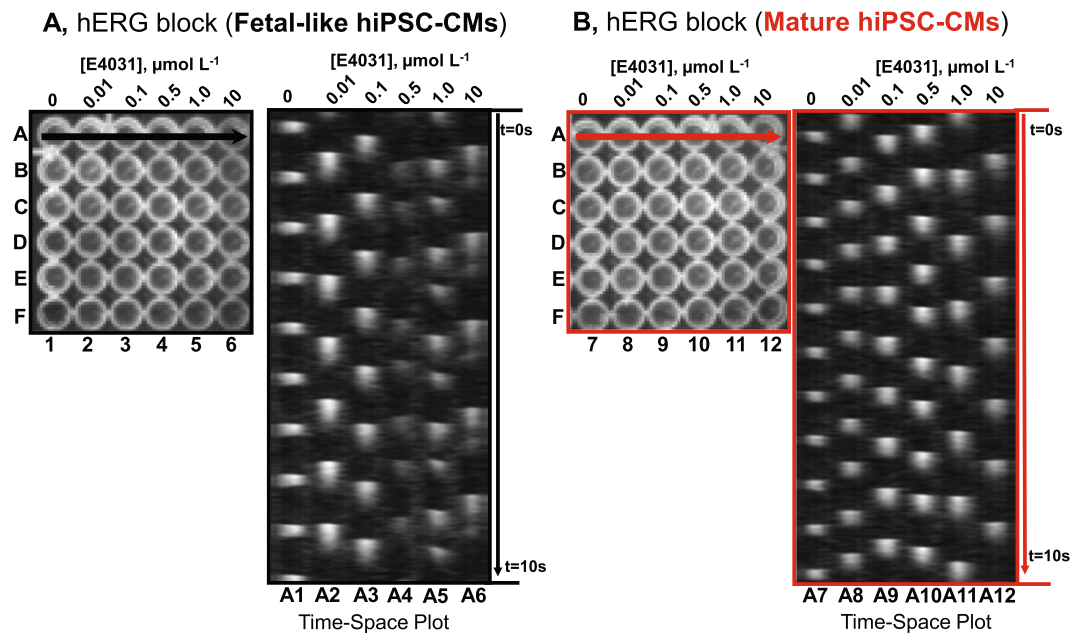 A, hERG block (Fetal-like hiPSC-CMs)
[E4031], µmol L-1
0 0.01 0.1 0.5 1.0 10
A
B
C
D
E
F
1 2 3 4 5 6
[E4031], µmol L-1
0 0.01 0.1 0.5 1.0 10
t=0s
t=10s
A1 A2 A3 A4 A5 A6
Time-Space Plot
B, hERG block (Mature hiPSC-CMs)
[E4031], µmol L-1
0 0.01 0.1 0.5 1.0 10
A
B
C
D
E
F
7 8 9 10 11 12
[E4031], µmol L-1
0 0.01 0.1 0.5 1.0 10
t=0s
t=10s
A7 A8 A9 A10 A11 A12
Time-Space Plot